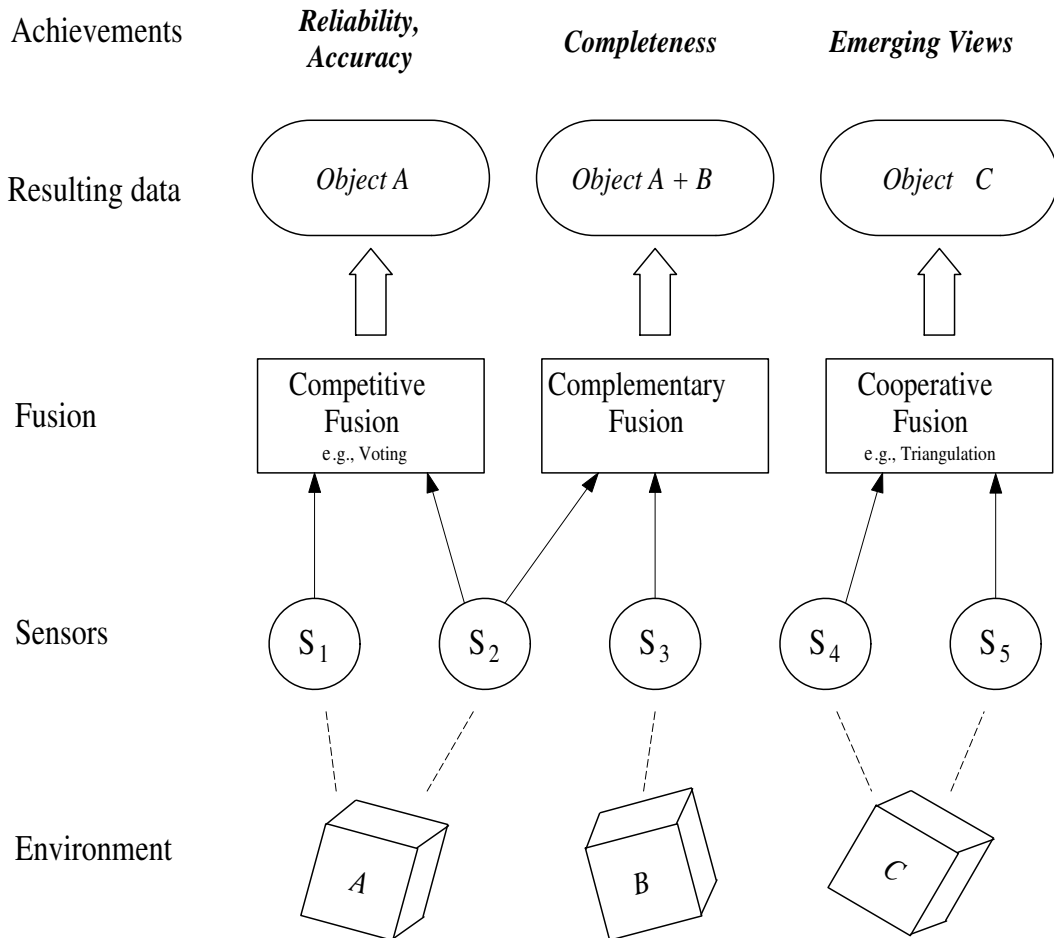 Achievements
Reliability,
Accuracy
Completeness
Emerging Views
Resulting data
Object A
Object A + B
Object C
Fusion
Competitive
Fusion
e.g., Voting
Complementary
Fusion
Cooperative
Fusion
e.g., Triangulation
Sensors
S1
S2
S3
S4
S5
Environment
A
B
C